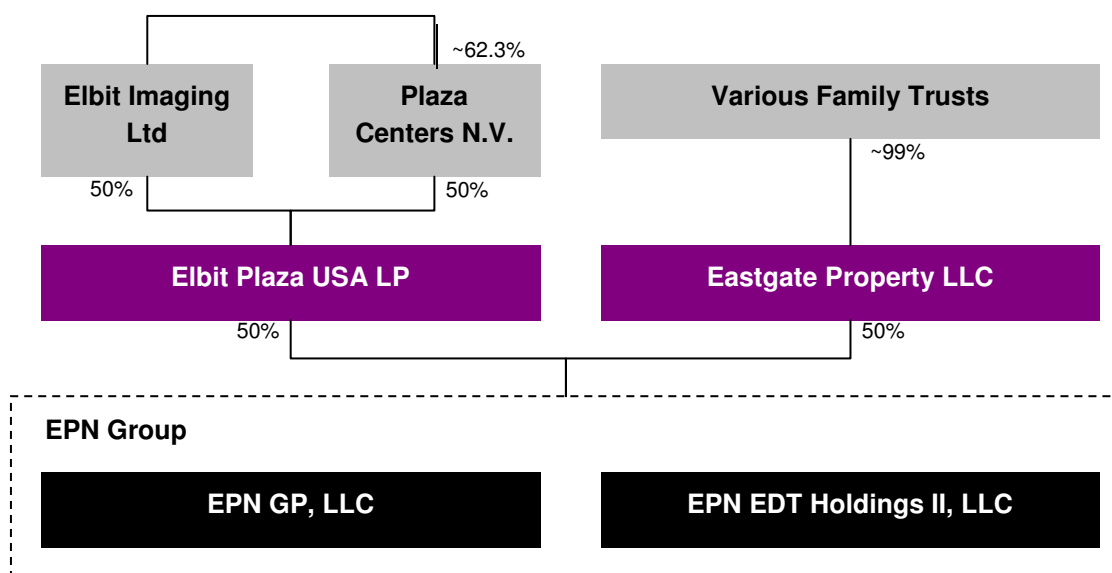 ~62.3%
Elbit Imaging
Ltd
Plaza
Centers N.V.
Various Family Trusts
50%
50%
~99%
Elbit Plaza USA LP
Eastgate Property LLC
50%
50%
EPN Group
EPN GP, LLC
EPN EDT Holdings II, LLC